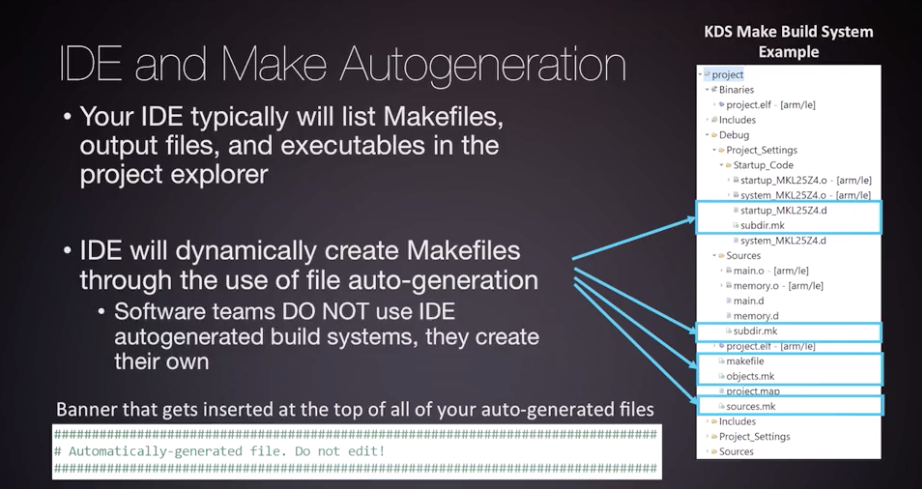 KDS Make Build System
Example
IDE and Make Autogeneration
• Your IDE typically will list Makefiles,
output files, and executables in the
project explorer
• IDE will dynamically create Makefiles
through the use of file auto-generation
• Software teams DO NOT use IDE
autogenerated build systems, they create
their own
Banner that gets inserted at the top of all of your auto-generated files
# Automatically-generated file. Do not edit!
project
Binaries
project.elf - [arm/le]
Includes
Debug
Project_Settings
Startup_Code
startup_MKL25Z4.o - [arm/le]
system_MKL25Z4.o - [arm/le]
startup_MKL25Z4.d
subdir.mk
system_MKL25Z4.d
Sources
main.o - [arm/le]
memory.o - [arm/le]
main.d
memory.d
subdir.mk
project.elf - [arm/le]
makefile
objects.mk
project.map
sources.mk
Includes
Project_Settings
Sources